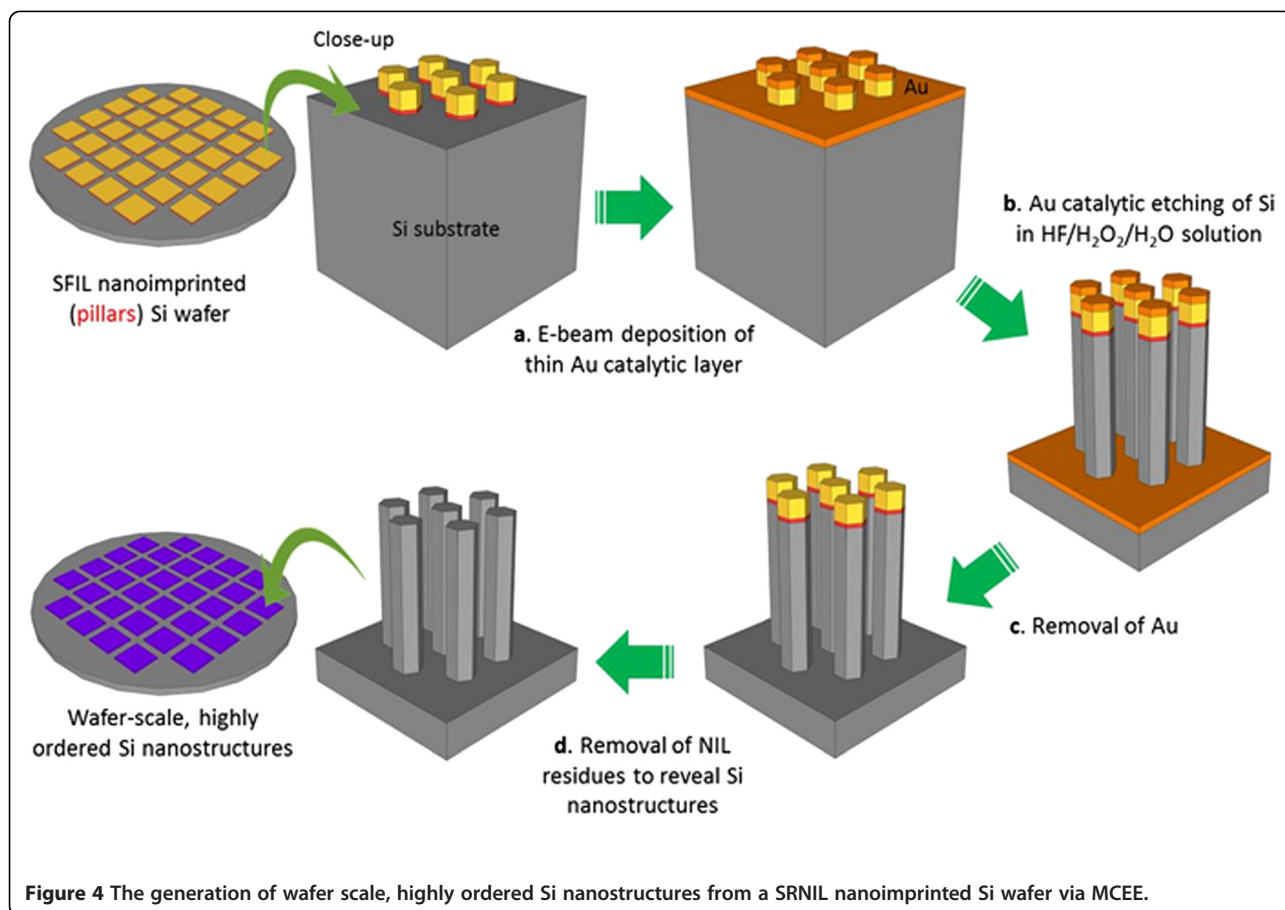 Close-up
Au
Si substrate
SFIL nanoimprinted
(pillars) Si wafer
a. E-beam deposition of
thin Au catalytic layer
b. Au catalytic etching of Si
in HF/H₂O₂/H₂O solution
c. Removal of Au
d. Removal of NIL
residues to reveal Si
nanostructures
Wafer-scale, highly
ordered Si nanostructures
Figure 4 The generation of wafer scale, highly ordered Si nanostructures from a SRNIL nanoimprinted Si wafer via MCEE.